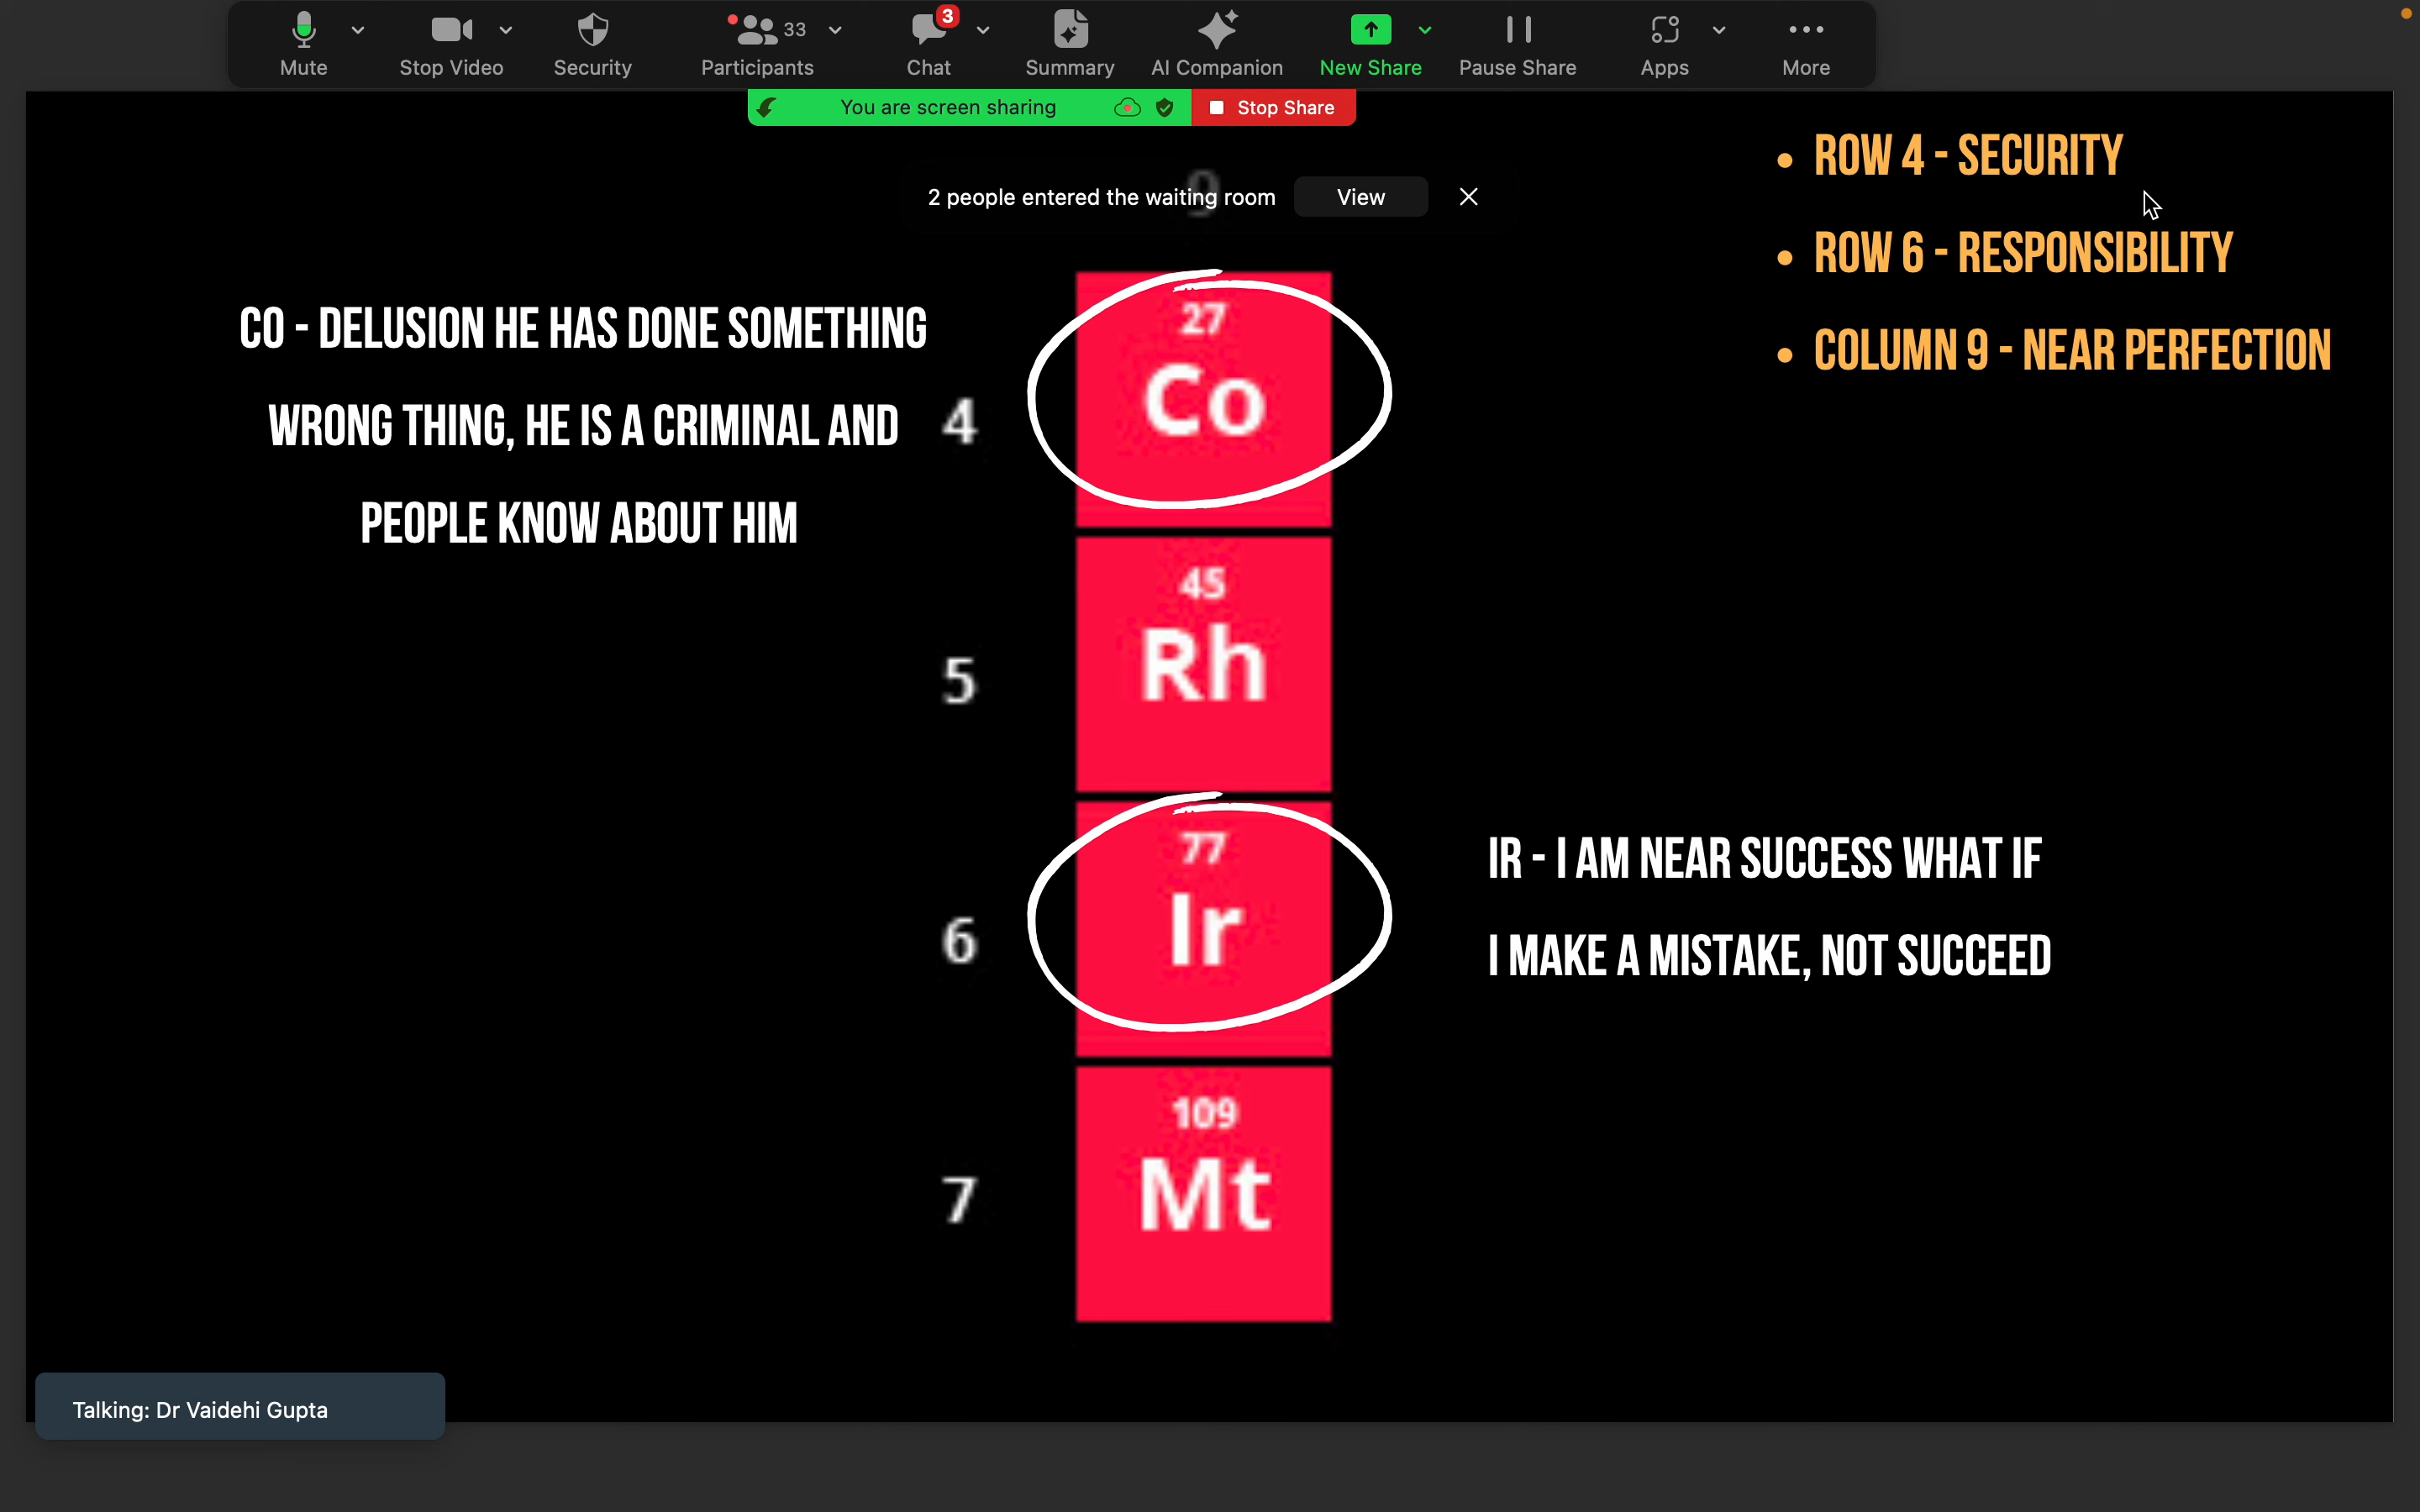 Mute
Stop Video
Security
33
Participants
3
Chat
Summary
AI Companion
New Share
Pause Share
Apps
More
You are screen sharing
Stop Share
9
2 people entered the waiting room
View
• ROW 4 - SECURITY
• ROW 6 - RESPONSIBILITY
• COLUMN 9 - NEAR PERFECTION
CO - DELUSION HE HAS DONE SOMETHING
WRONG THING, HE IS A CRIMINAL AND
PEOPLE KNOW ABOUT HIM
4
27
Co
5
45
Rh
6
77
Ir
IR - I AM NEAR SUCCESS WHAT IF
I MAKE A MISTAKE, NOT SUCCEED
7
109
Mt
Talking: Dr Vaidehi Gupta